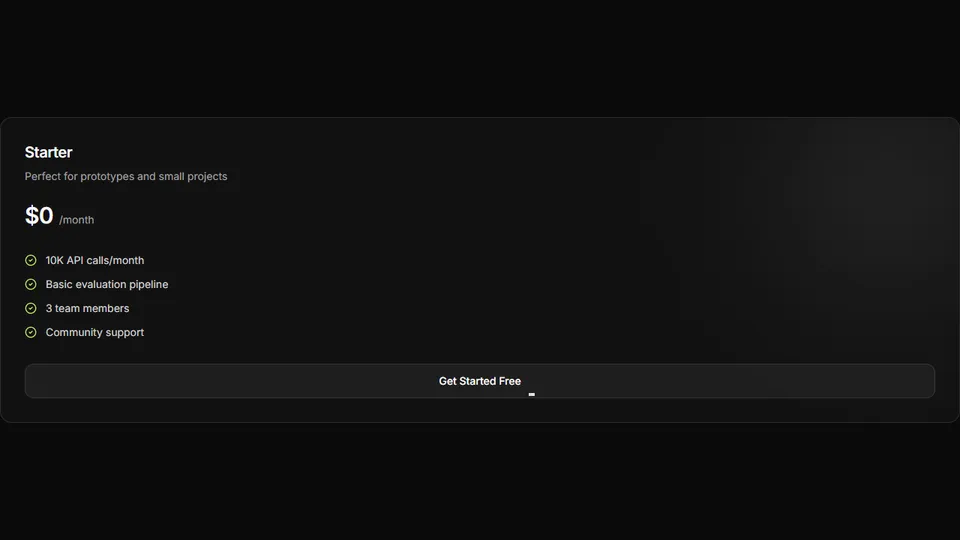 Starter
Perfect for prototypes and small projects
$0 /month
10K API calls/month
Basic evaluation pipeline
3 team members
Community support
Get Started Free